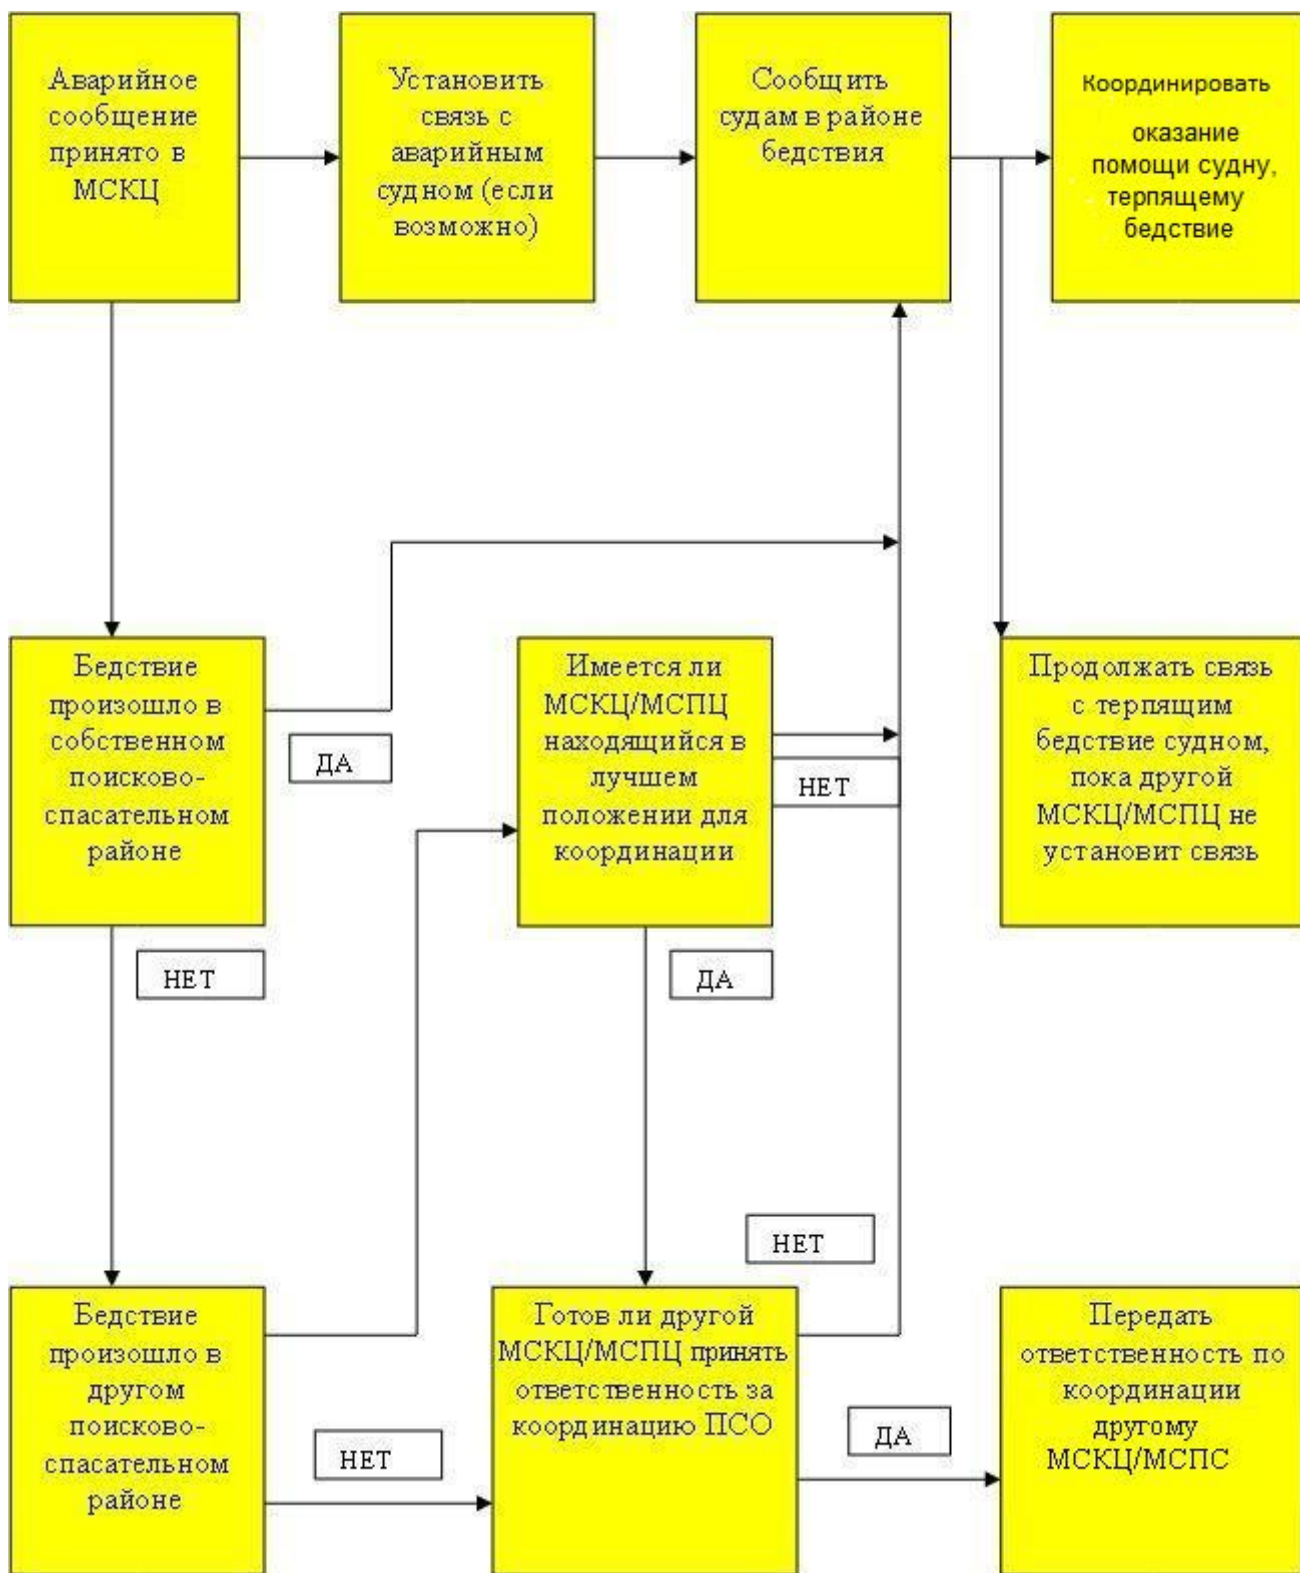 Аварийное
сообщение
принято в
МСКЦ
Установить
связь с
аварийным
судном (если
возможно)
Сообщить
судам в районе
бедствия
Координировать
оказание
помощи судну,
терпящему
бедствие
Бедствие
произошло в
собственном
поисково-
спасательном
районе
ДА
Имеется ли
МСКЦ/МСПЦ
находящийся в
лучшем
положении для
координации
НЕТ
Продолжать связь
с терпящим
бедствие судном,
пока другой
МСКЦ/МСПЦ не
установит связь
НЕТ
ДА
НЕТ
Бедствие
произошло в
другом
поисково-
спасательном
районе
НЕТ
Готов ли другой
МСКЦ/МСПЦ принять
ответственность за
координацию ПСО
ДА
Передать
ответственность по
координации
другому
МСКЦ/МСПС